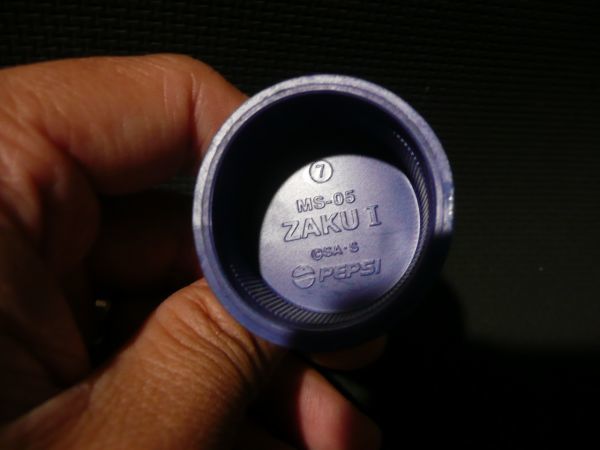 7
MS-05
ZAKU I
©SA·S
PEPSI